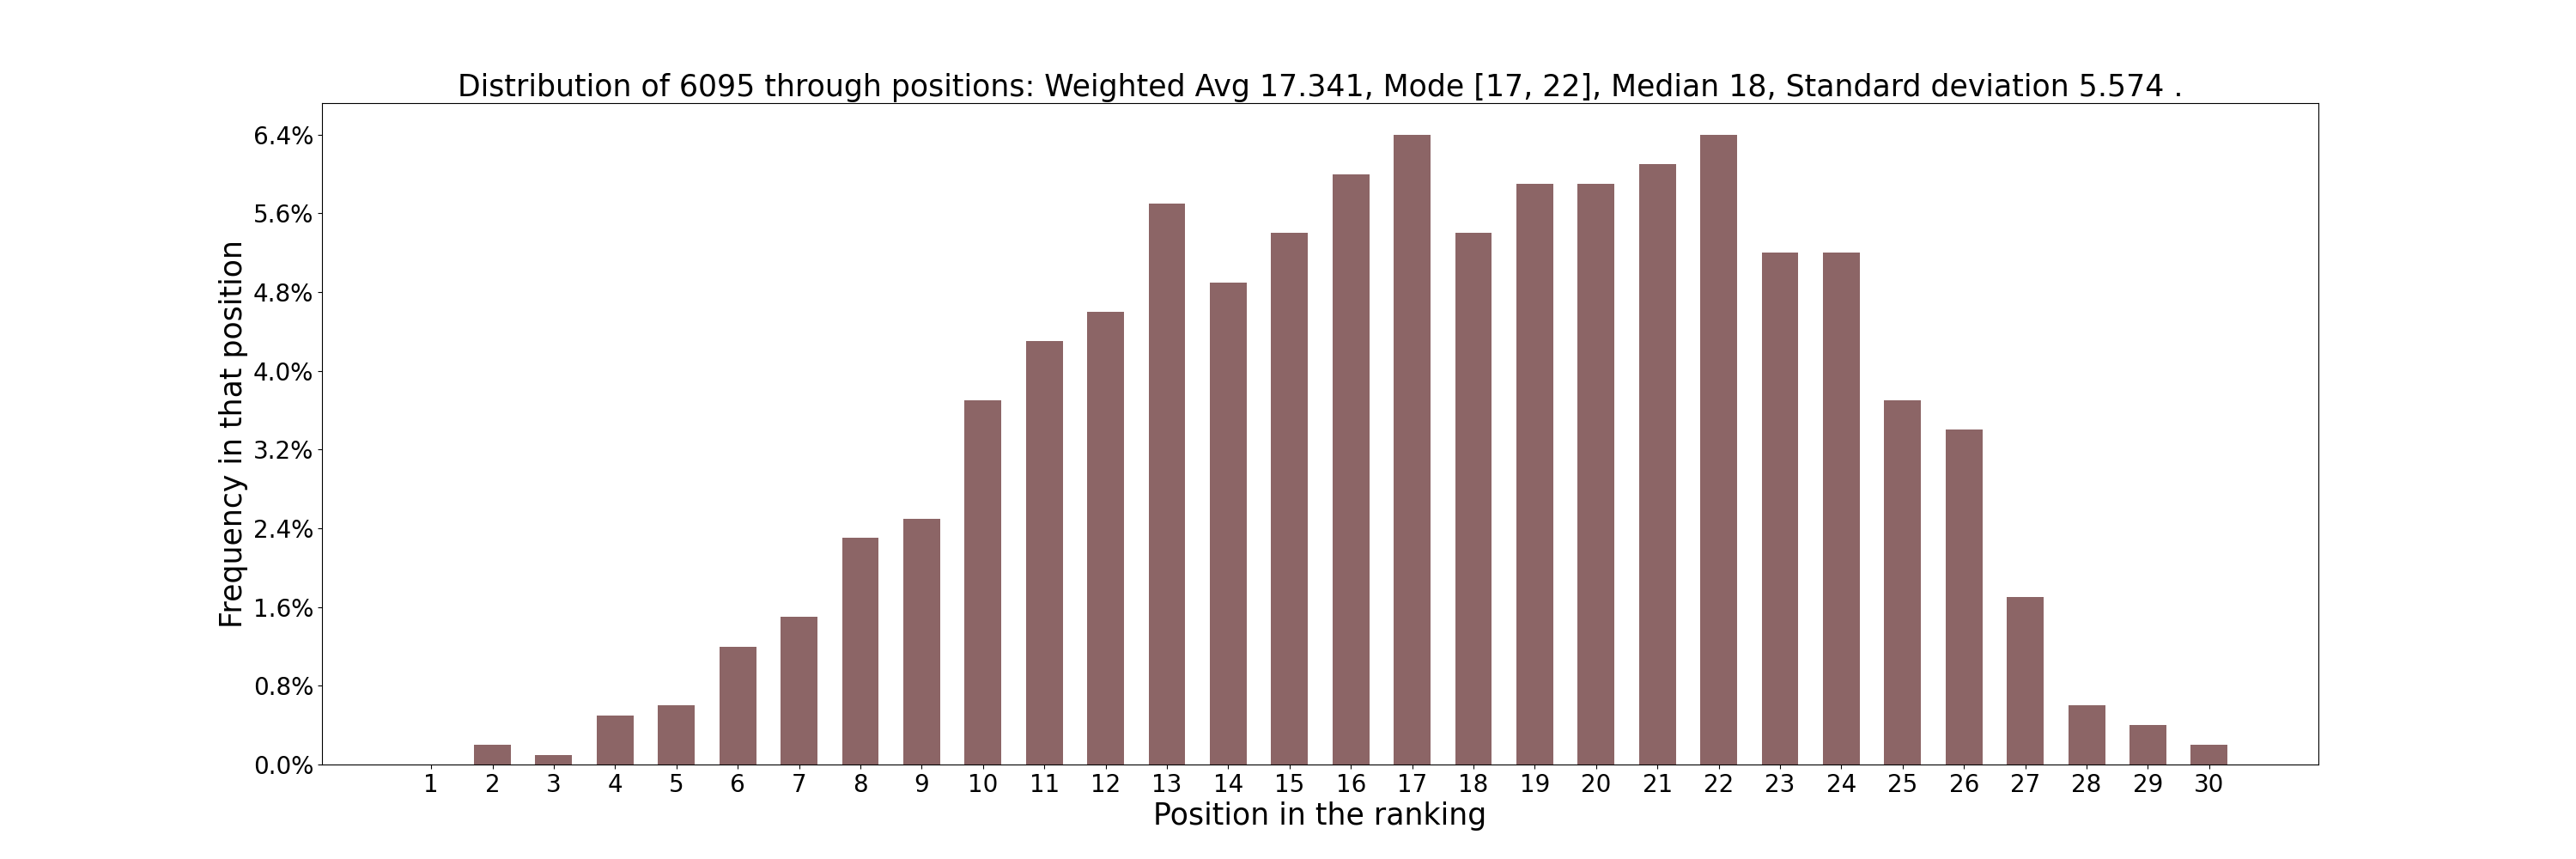 Distribution of 6095 through positions: Weighted Avg 17.341, Mode [17, 22], Median 18, Standard deviation 5.574 .
Frequency in that position
6.4%
5.6%
4.8%
4.0%
3.2%
2.4%
1.6%
0.8%
0.0%
1 2 3 4 5 6 7 8 9 10 11 12 13 14 15 16 17 18 19 20 21 22 23 24 25 26 27 28 29 30
Position in the ranking